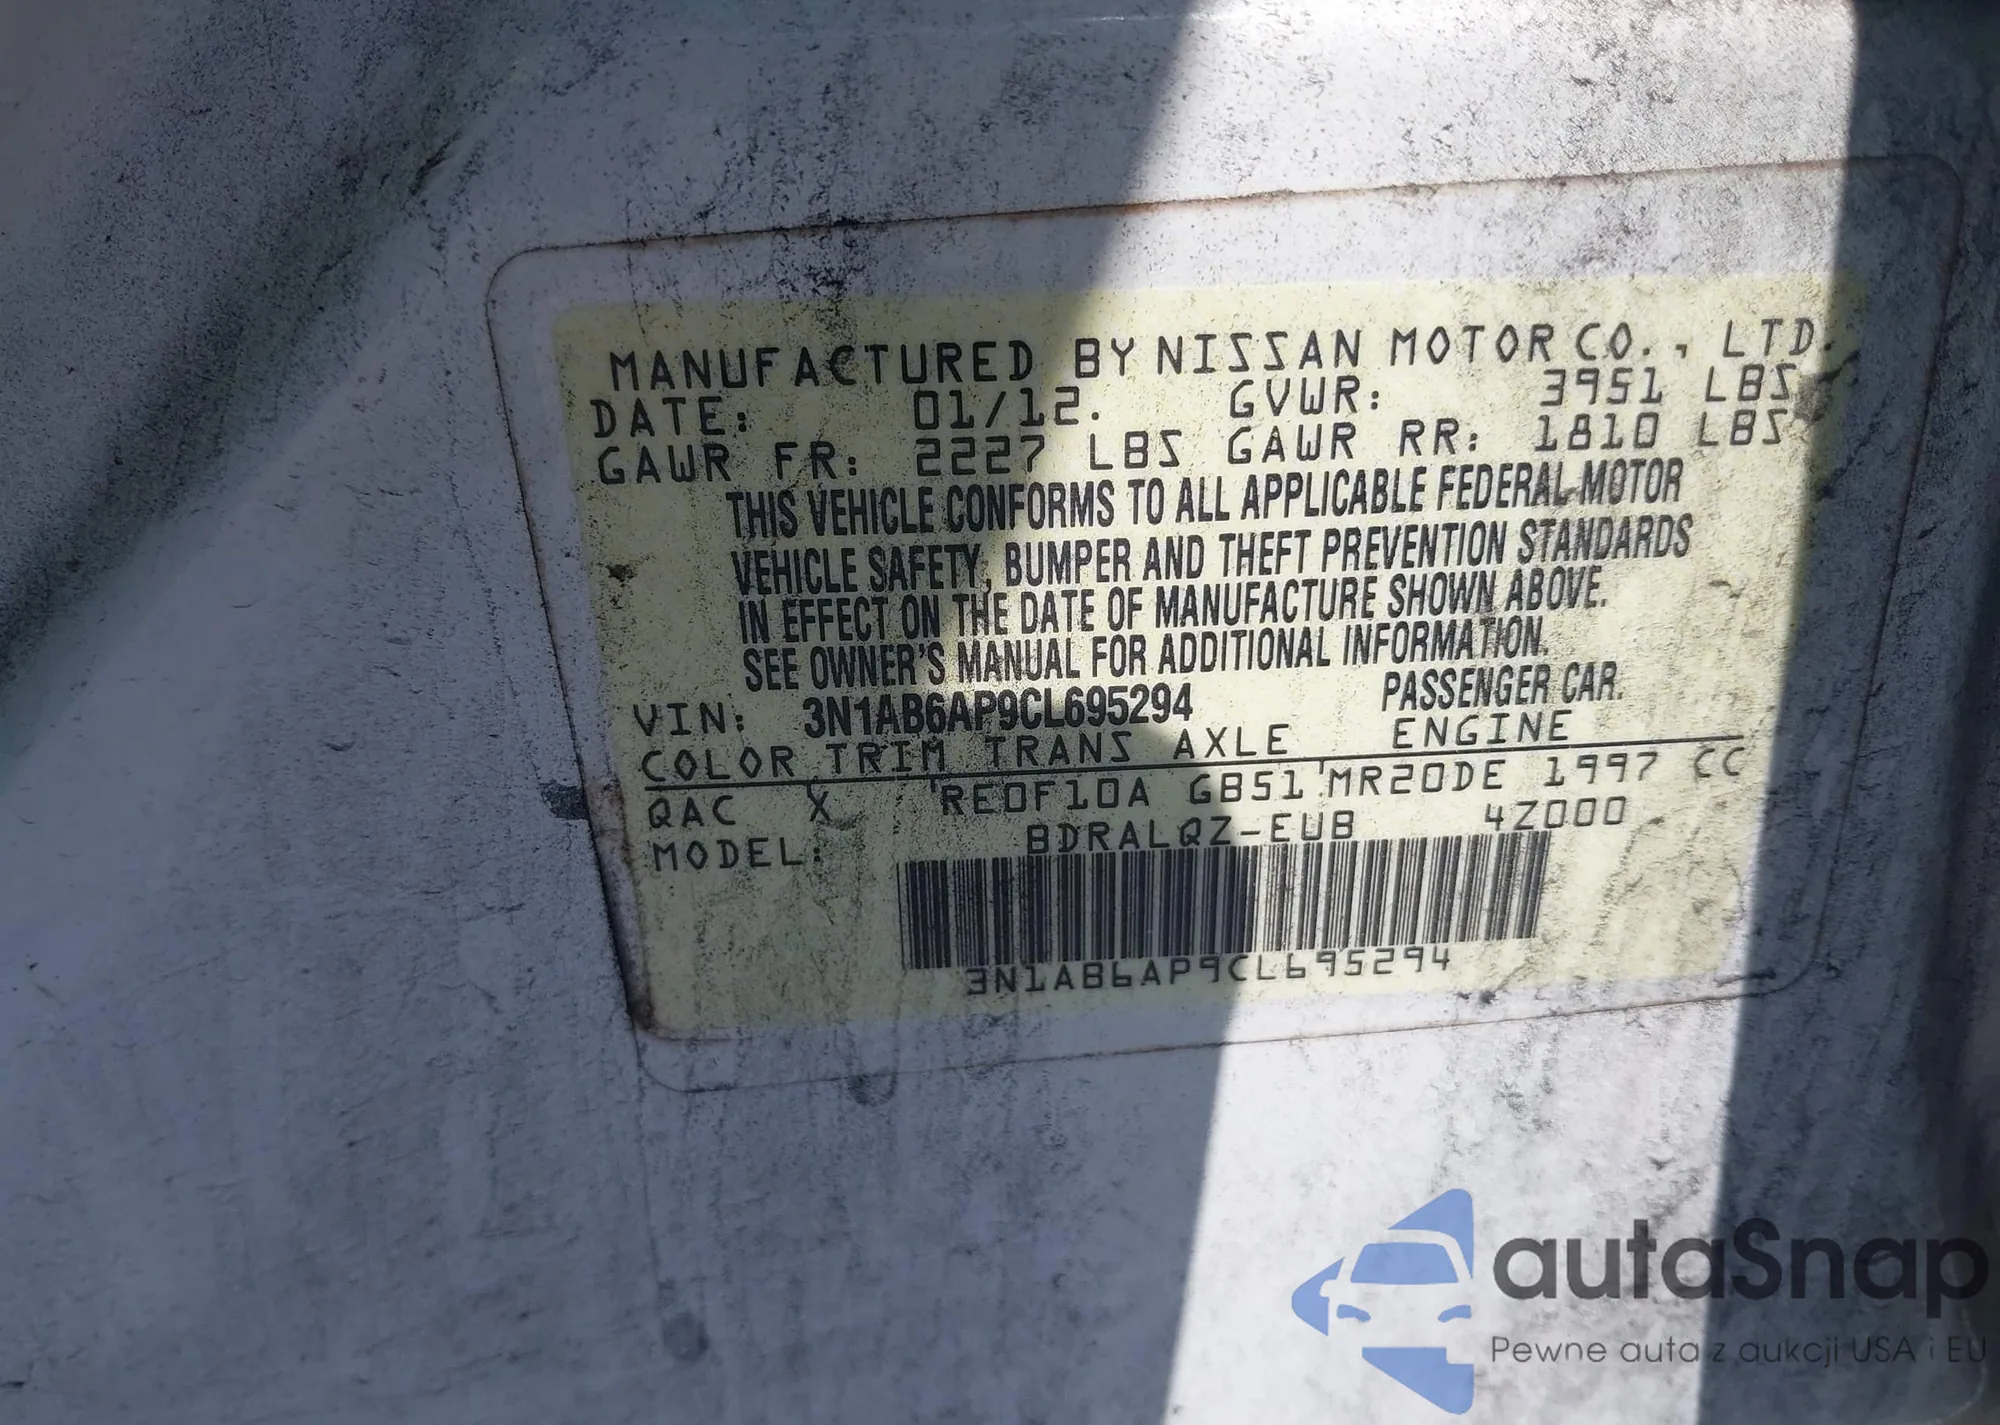 MANUFACTURED BY NISSAN MOTOR CO., LTD.
DATE: 01/12. GVWR: 3951 LBS
GAWR FR: 2227 LBS GAWR RR: 1810 LBS
THIS VEHICLE CONFORMS TO ALL APPLICABLE FEDERAL MOTOR
VEHICLE SAFETY, BUMPER AND THEFT PREVENTION STANDARDS
IN EFFECT ON THE DATE OF MANUFACTURE SHOWN ABOVE.
SEE OWNER'S MANUAL FOR ADDITIONAL INFORMATION.
VIN: 3N1AB6AP9CL695294 PASSENGER CAR.
COLOR TRIM TRANS AXLE ENGINE
QAC X RE0F10A GB51 MR20DE 1997 CC
MODEL: BDRALQZ-EUB 4Z000
3N1AB6AP9CL695294
autaSnap
Pewne auta z aukcji USA i EU